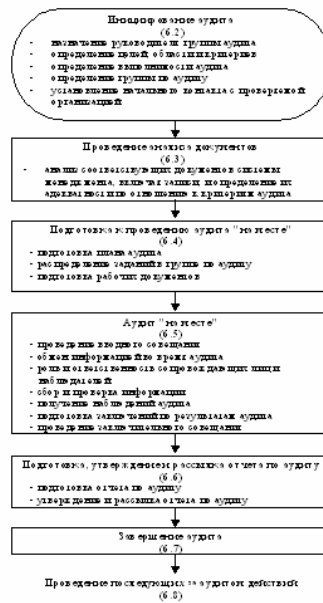 Инициирование аудита
(6.2)
- назначение руководителя группы аудита
- определение целей, области и критериев
- определение выполнимости аудита
- определение группы по аудиту
- установление начального контакта с проверяемой
организацией
Проведение анализа документов
(6.3)
- анализ соответствующих документов системы
менеджмента, включая записи, и определение их
адекватности по отношению к критериям аудита
Подготовка к проведению аудита "на месте"
(6.4)
- подготовка плана аудита
- распределение заданий в группе по аудиту
- подготовка рабочих документов
Аудит "на месте"
(6.5)
- проведение вводного совещания
- обмен информацией во время аудита
- роль и ответственность сопровождающих лиц и
наблюдателей
- сбор и проверка информации
- получение наблюдений аудита
- подготовка заключений по результатам аудита
- проведение заключительного совещания
Подготовка, утверждение и рассылка отчета по аудиту
(6.6)
- подготовка отчета по аудиту
- утверждение и рассылка отчета по аудиту
Завершение аудита
(6.7)
Проведение последующих за аудитом действий
(6.8)